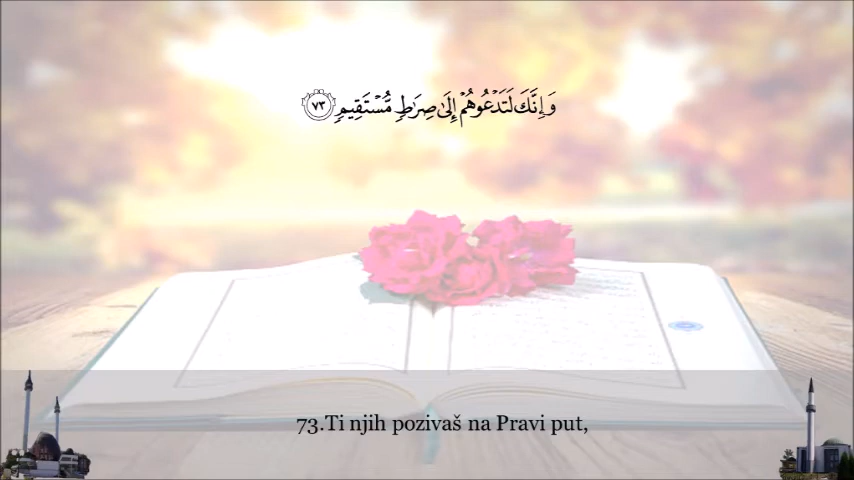 وَإِنَّكَ لَتَدْعُوهُمْ إِلَىٰ صِرَٰطٍ مُّسْتَقِيمٍ ٧٣
73.Ti njih pozivaš na Pravi put,